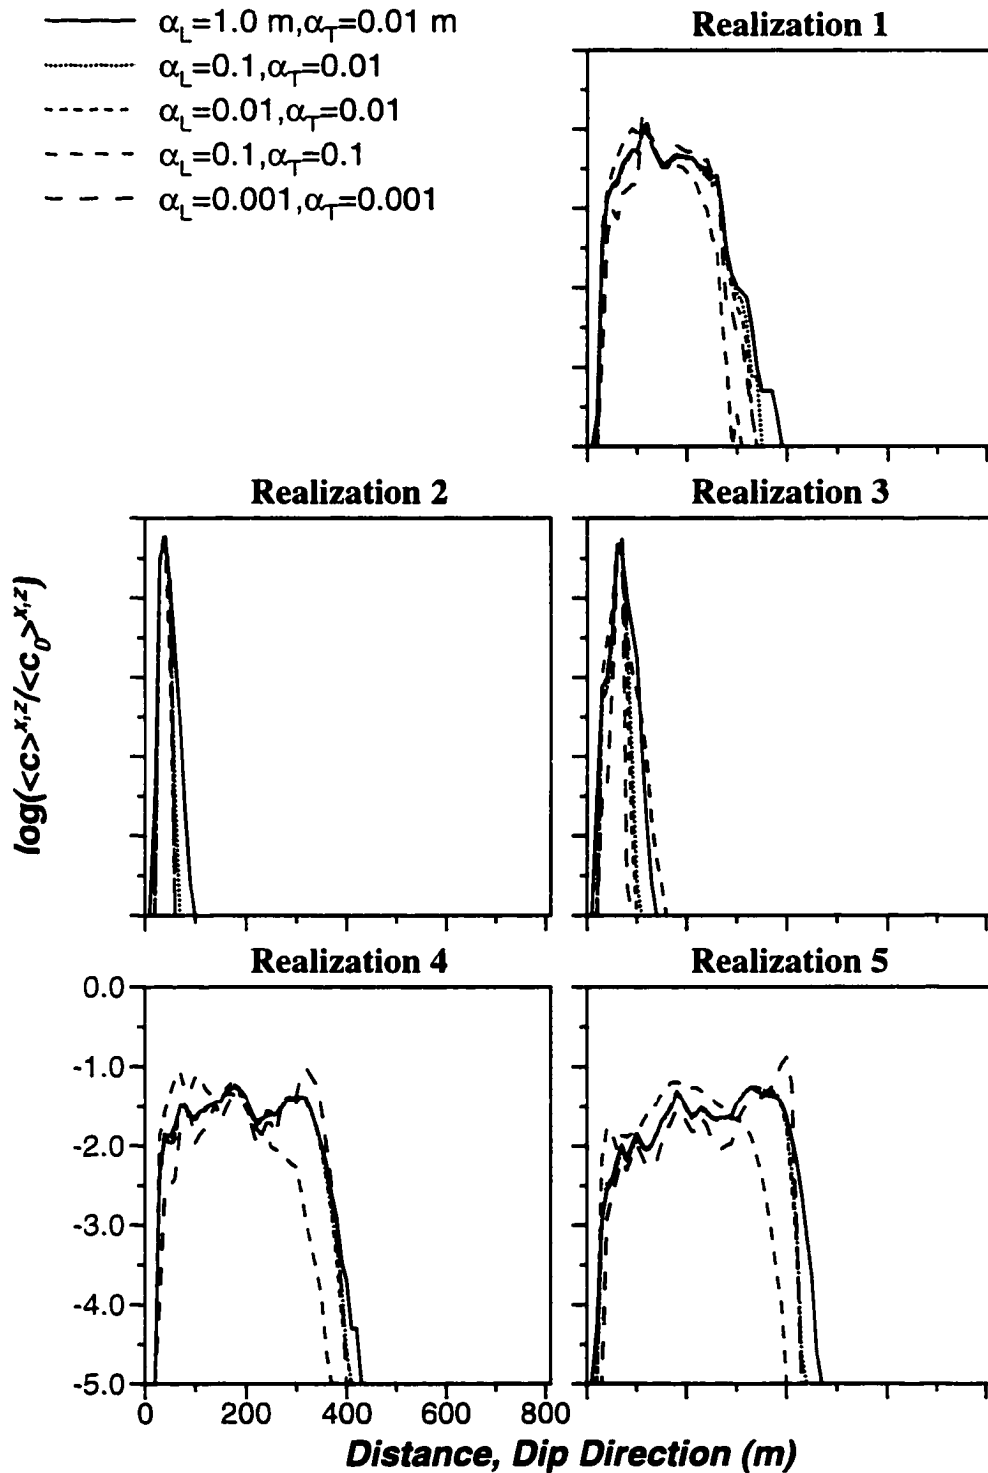 α_L=1.0 m,α_T=0.01 m
α_L=0.1,α_T=0.01
α_L=0.01,α_T=0.01
α_L=0.1,α_T=0.1
α_L=0.001,α_T=0.001
Realization 1
Realization 2
Realization 3
log(<c>^x,z/<c_0>^x,z)
Realization 4
Realization 5
0.0
-1.0
-2.0
-3.0
-4.0
-5.0
0 200 400 600 800
Distance, Dip Direction (m)